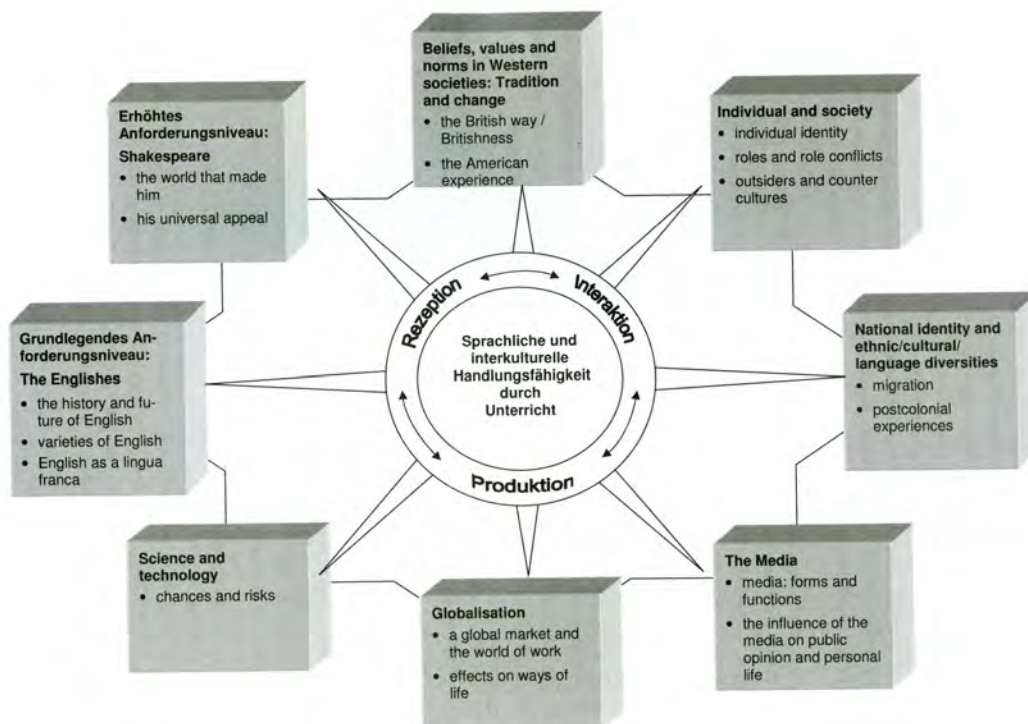 Beliefs, values and
norms in Western
societies: Tradition
and change
• the British way /
Britishness
• the American
experience
Erhöhtes
Anforderungsniveau:
Shakespeare
• the world that made
him
• his universal appeal
Individual and society
• individual identity
• roles and role conflicts
• outsiders and counter
cultures
Grundlegendes An-
forderungsniveau:
The Englishes
• the history and fu-
ture of English
• varieties of English
• English as a lingua
franca
Rezeption
Interaktion
Sprachliche und
interkulturelle
Handlungsfähigkeit
durch
Unterricht
Produktion
National identity and
ethnic/cultural/
language diversities
• migration
• postcolonial
experiences
Science and
technology
• chances and risks
Globalisation
• a global market and
the world of work
• effects on ways of
life
The Media
• media: forms and
functions
• the influence of the
media on public
opinion and personal
life